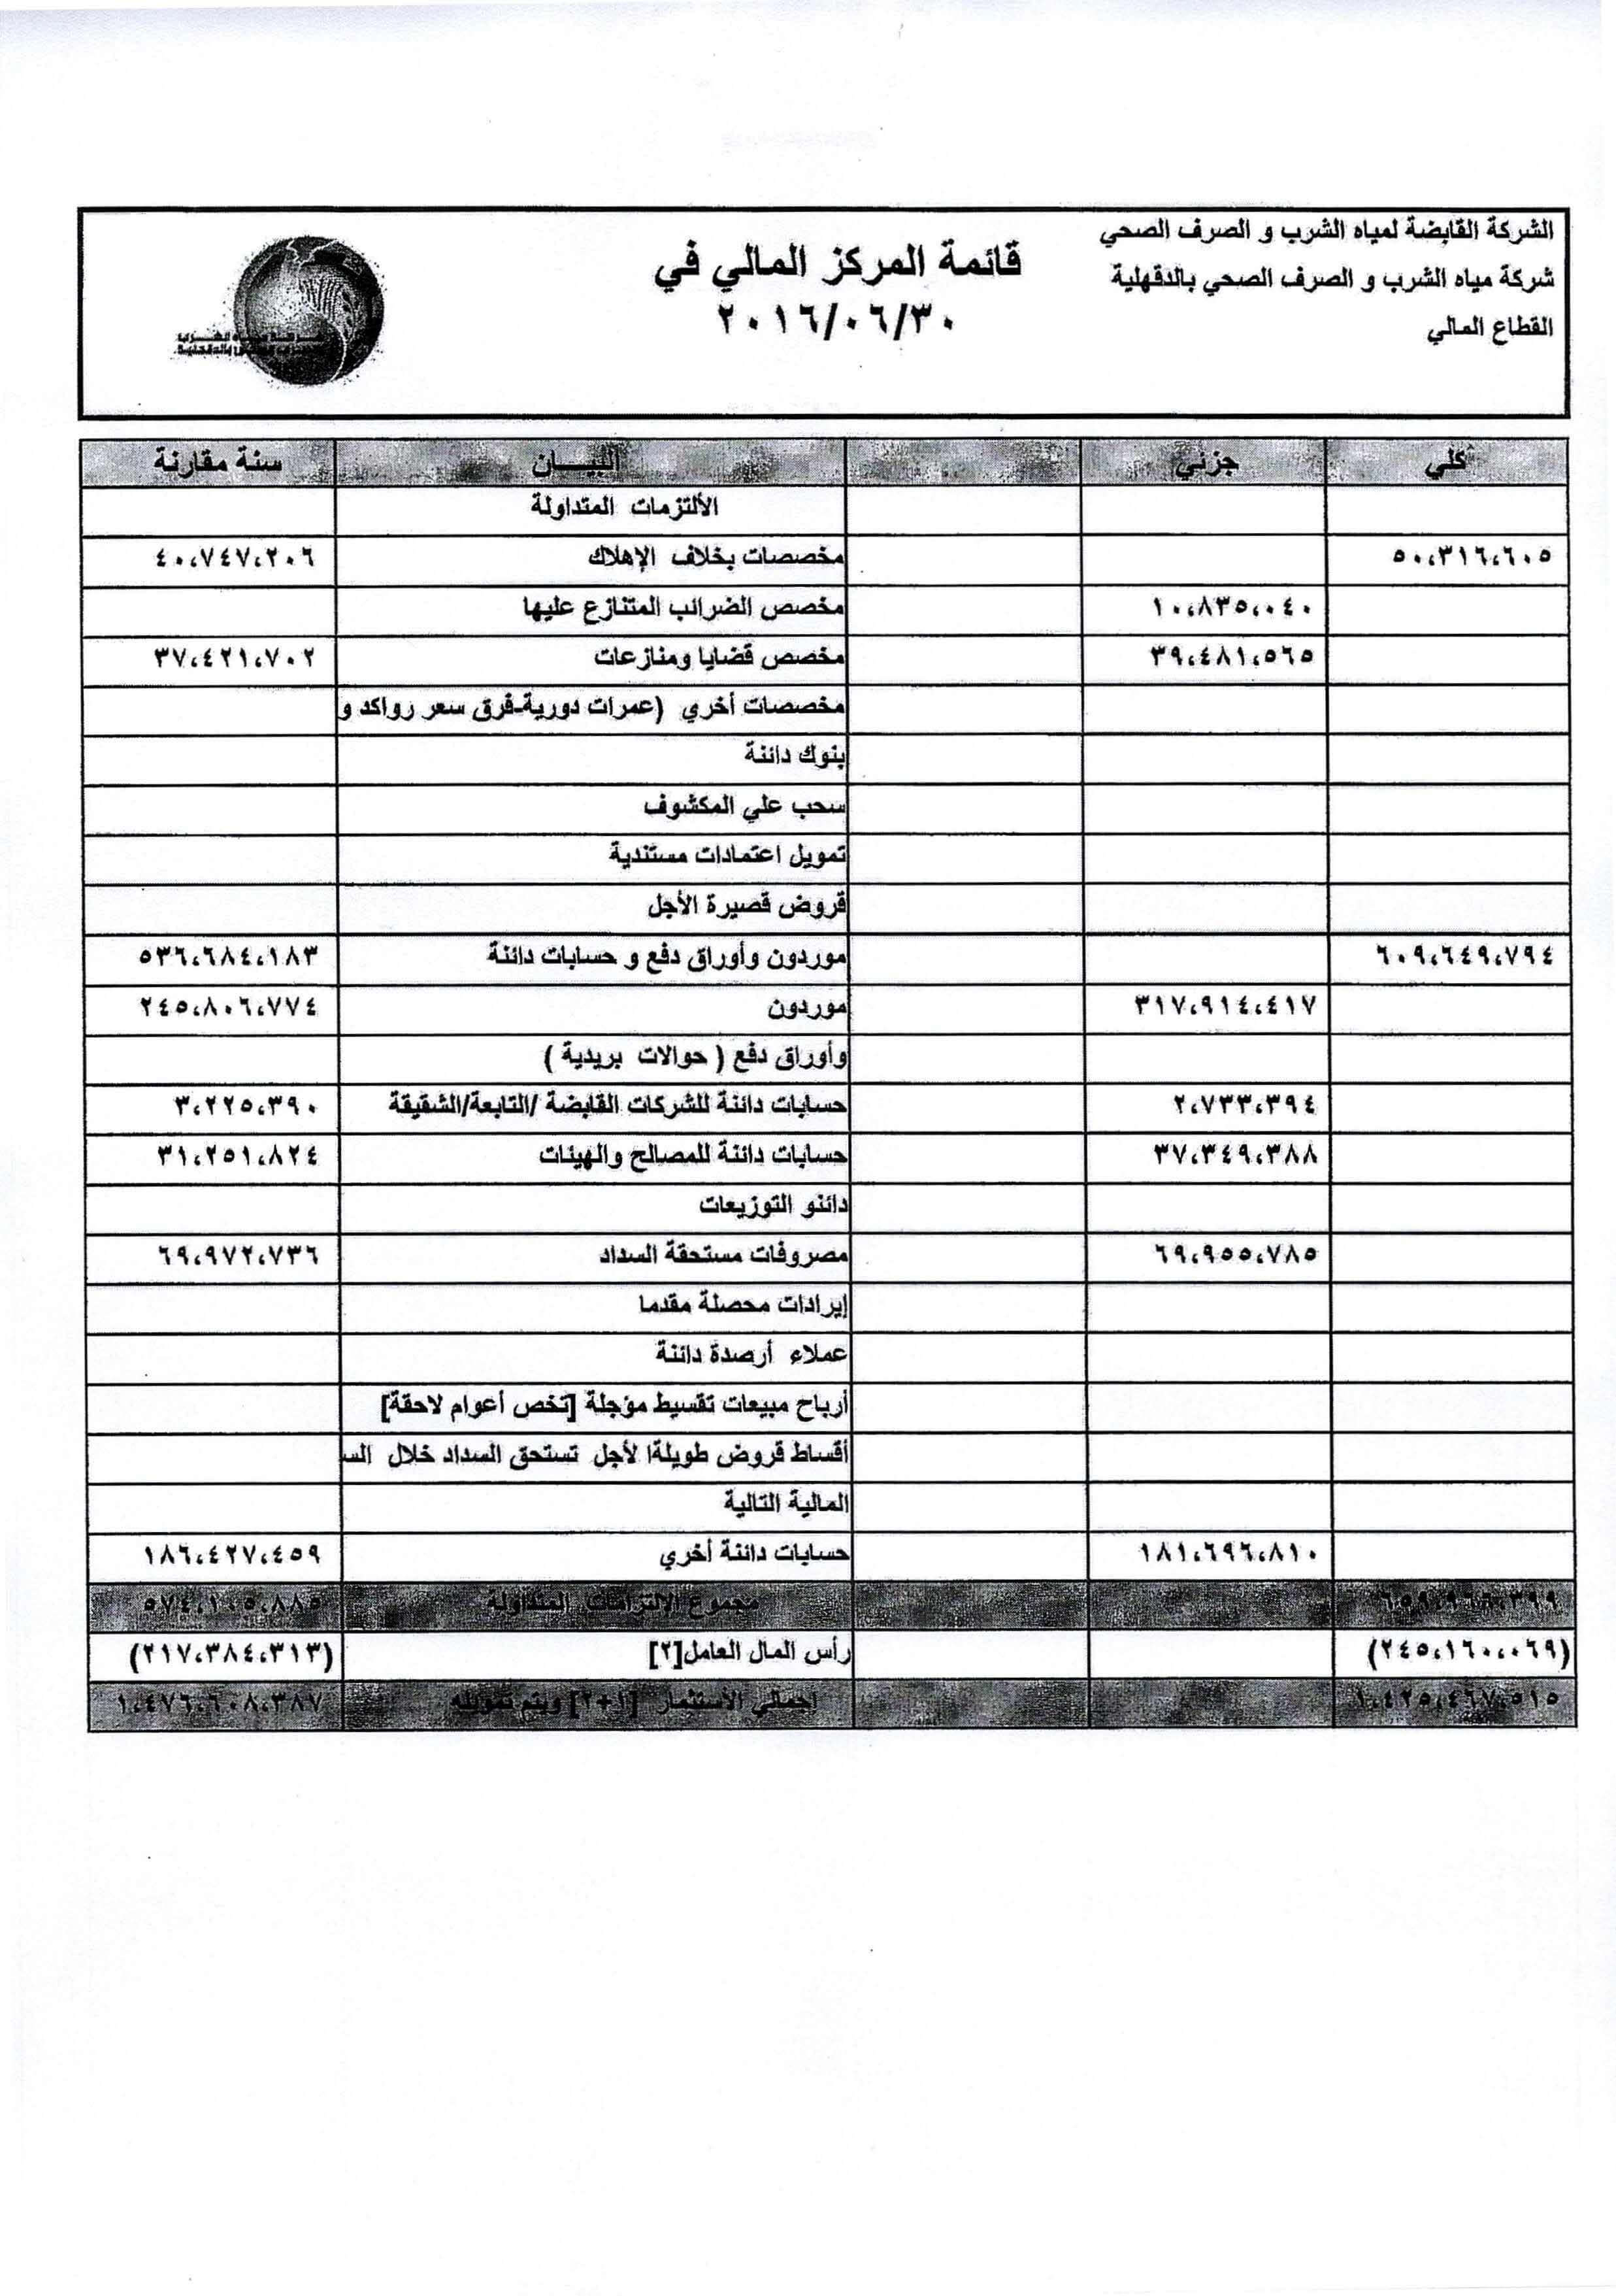 الشركة القابضة لمياه الشرب و الصرف الصحي
شركة مياه الشرب و الصرف الصحي بالدقهلية
القطاع المالي
قائمة المركز المالي في
٢٠١٦/٠٦/٣٠
كلي جزئي البيـــان سنة مقارنة
الألتزمات المتداولة
٥٠،٣١٦،٦٠٥ مخصصات بخلاف الإهلاك ٤٠،٧٤٧،٢٠٦
١٠،٨٣٥،٠٤٠ مخصص الضرائب المتنازع عليها
٣٩،٤٨١،٥٦٥ مخصص قضايا ومنازعات ٣٧،٤٢١،٧٠٢
مخصصات أخري (عمرات دورية-فرق سعر رواكد و
بنوك دائنة
سحب علي المكشوف
تمويل اعتمادات مستندية
قروض قصيرة الأجل
٦٠٩،٦٤٩،٧٩٤ موردون وأوراق دفع و حسابات دائنة ٥٣٦،٦٨٤،١٨٣
٣١٧،٩١٤،٤١٧ موردون ٢٤٥،٨٠٦،٧٧٤
وأوراق دفع ( حوالات بريدية )
٢،٧٣٣،٣٩٤ حسابات دائنة للشركات القابضة /التابعة/الشقيقة ٣،٢٢٥،٣٩٠
٣٧،٣٤٩،٣٨٨ حسابات دائنة للمصالح والهيئات ٣١،٢٥١،٨٢٤
دائنو التوزيعات
٦٩،٩٥٥،٧٨٥ مصروفات مستحقة السداد ٦٩،٩٧٢،٧٣٦
إيرادات محصلة مقدما
عملاء أرصدة دائنة
أرباح مبيعات تقسيط مؤجلة [تخص أعوام لاحقة]
أقساط قروض طويلةا لأجل تستحق السداد خلال الس
المالية التالية
١٨١،٦٩٦،٨١٠ حسابات دائنة أخري ١٨٦،٤٢٧،٤٥٩
٦٥٩،٩٦٦،٣٩٩ مجموع الالتزامات المتداولة ٥٧٤،١٠٥،٨٨٥
(٢٤٥،١٦٠،٠٦٩) رأس المال العامل[٢] (٢١٧،٣٨٤،٣١٣)
١،٤٢٥،٤٦٧،٥١٥ إجمالي الأستثمار [١+٢] ويتم تمويله ١،٤٧٦،٦٠٨،٣٨٧